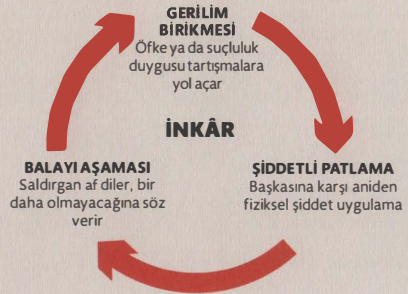 GERİLİM
BİRİKMESİ
Öfke ya da suçluluk
duygusu tartışmalara
yol açar
İNKÂR
BALAYI AŞAMASI
Saldırgan af diler, bir
daha olmayacağına söz
verir
ŞİDDETLİ PATLAMA
Başkasına karşı aniden
fiziksel şiddet uygulama